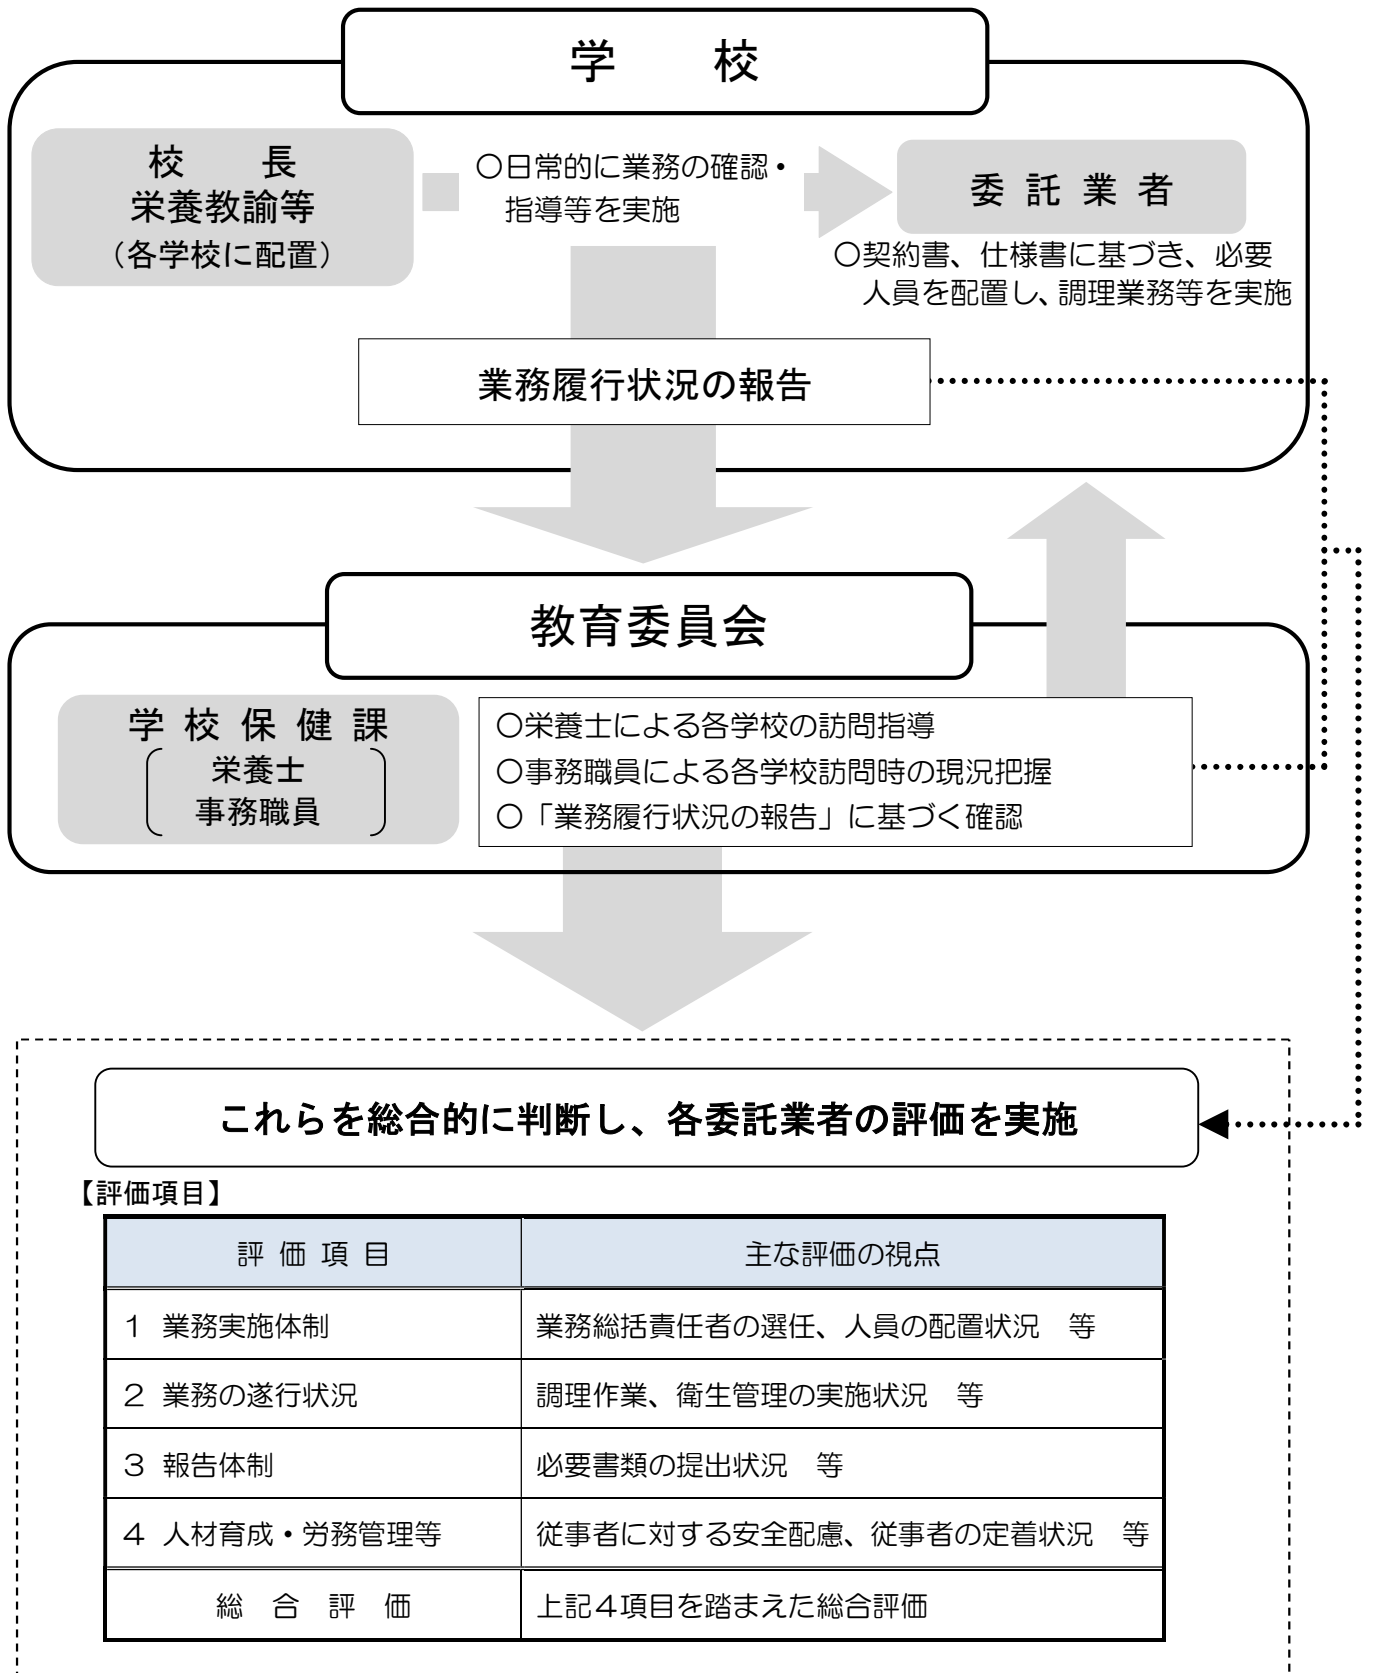 学　　校
校　　長
栄養教諭等
（各学校に配置）
〇日常的に業務の確認・
指導等を実施
委 託 業 者
〇契約書、仕様書に基づき、必要
人員を配置し、調理業務等を実施
業務履行状況の報告
教育委員会
学 校 保 健 課
栄養士
事務職員
〇栄養士による各学校の訪問指導
〇事務職員による各学校訪問時の現況把握
〇「業務履行状況の報告」に基づく確認
これらを総合的に判断し、各委託業者の評価を実施
【評価項目】
評 価 項 目　主な評価の視点
１ 業務実施体制　業務総括責任者の選任、人員の配置状況　等
２ 業務の遂行状況　調理作業、衛生管理の実施状況　等
３ 報告体制　必要書類の提出状況　等
４ 人材育成・労務管理等　従事者に対する安全配慮、従事者の定着状況　等
総　合　評　価　上記４項目を踏まえた総合評価